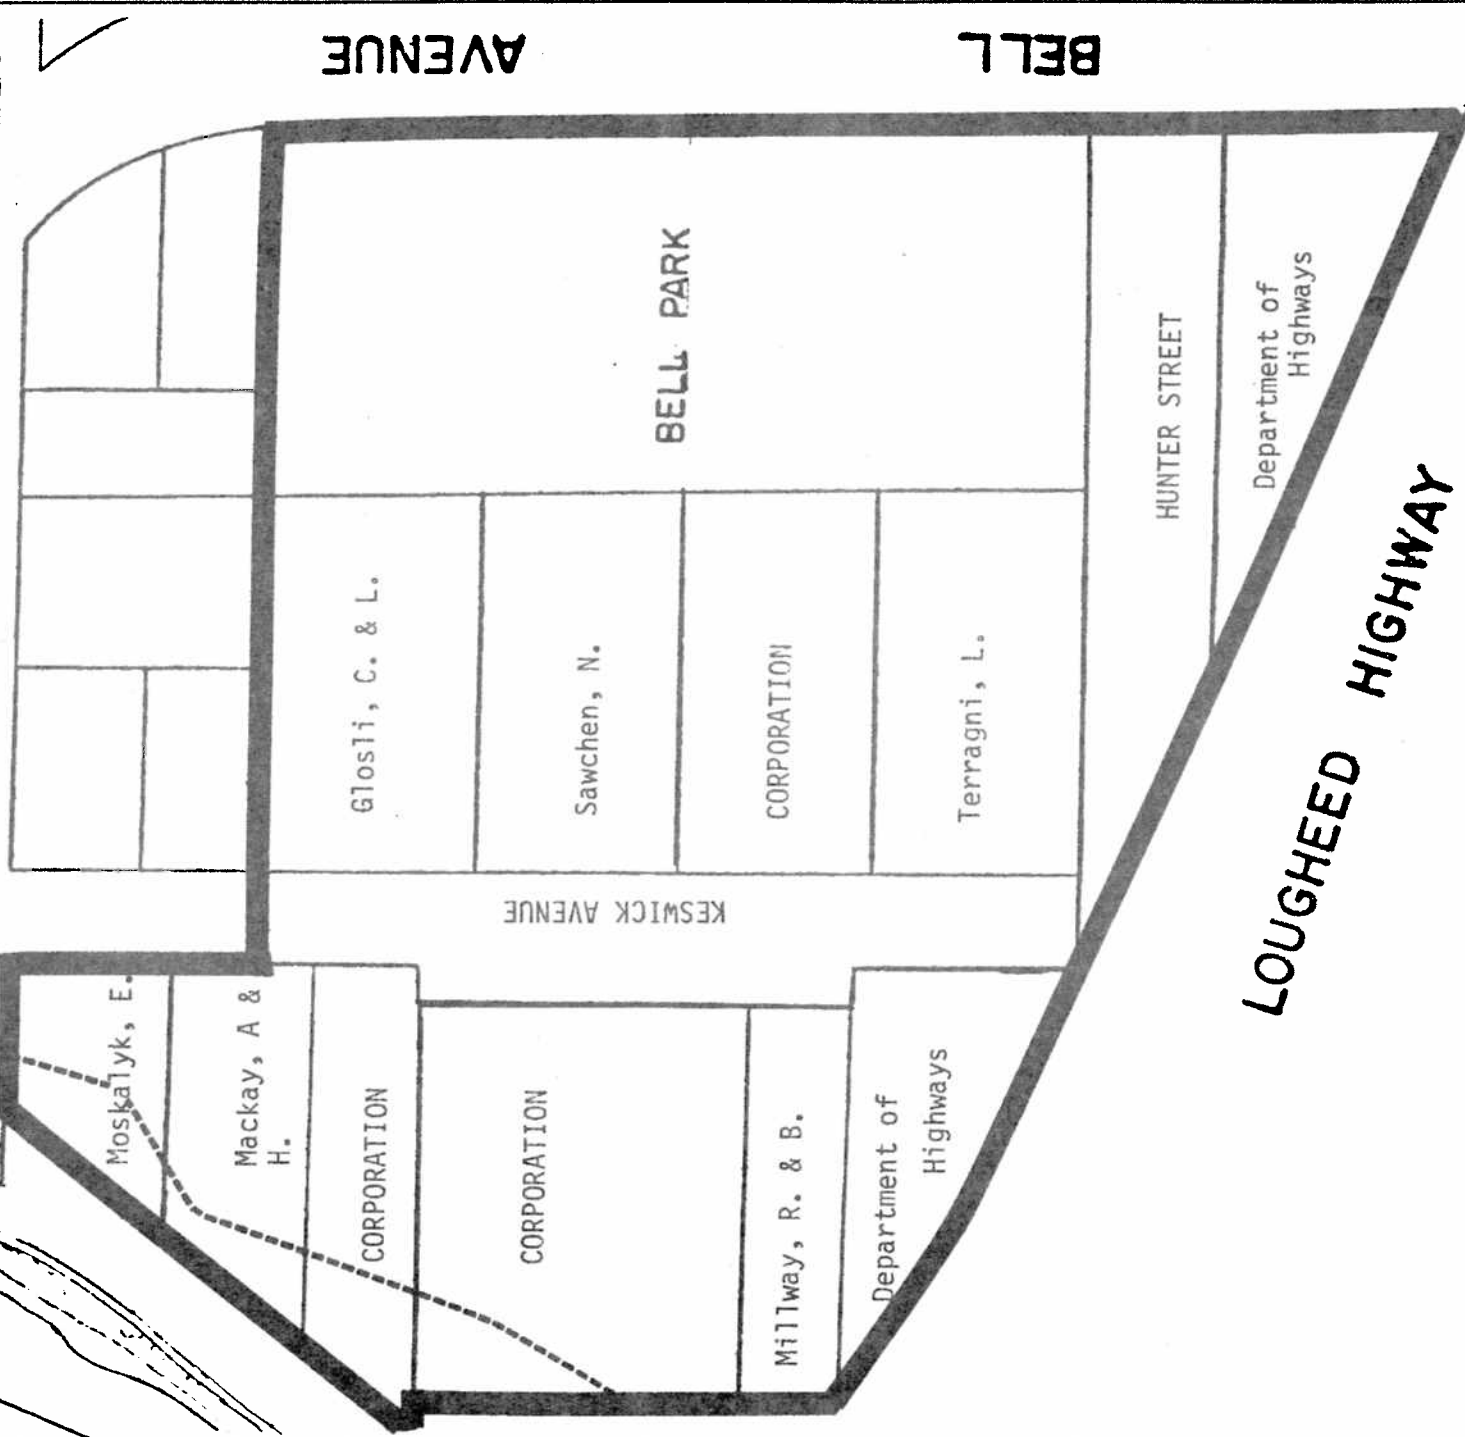 BELL AVENUE
BELL PARK
HUNTER STREET
Department of
Highways
Glosli, C. & L.
Sawchen, N.
CORPORATION
Terragni, L.
KESWICK AVENUE
Moskalyk, E.
Mackay, A &
H.
CORPORATION
CORPORATION
Millway, R. & B.
Department of
Highways
LOUGHEED HIGHWAY